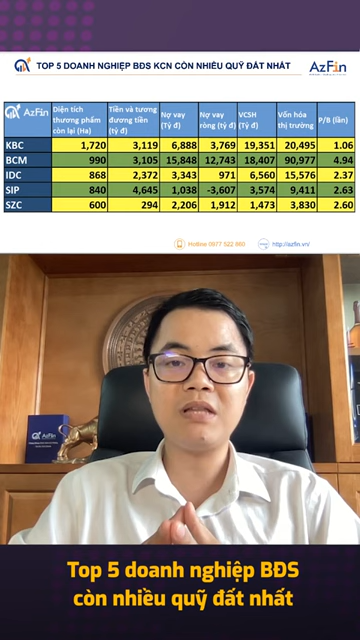 TOP 5 DOANH NGHIỆP BĐS KCN CÒN NHIỀU QUỸ ĐẤT NHẤT
AzFin
AzFin Diện tích thương phẩm còn lại (Ha) Tiền và tương đương tiền (tỷ đ) Nợ vay (Tỷ đ) Nợ vay ròng (tỷ đ) VCSH (Tỷ đ) Vốn hóa thị trường P/B (lần)
KBC 1,720 3,119 6,888 3,769 19,351 20,495 1.06
BCM 990 3,105 15,848 12,743 18,407 90,977 4.94
IDC 868 2,372 3,343 971 6,560 15,576 2.37
SIP 840 4,645 1,038 -3,607 3,574 9,411 2.63
SZC 600 294 2,206 1,912 1,473 3,830 2.60
Hotline 0877 522 860 http://azfin.vn/
AzFin
Top 5 doanh nghiệp BĐS
còn nhiều quỹ đất nhất